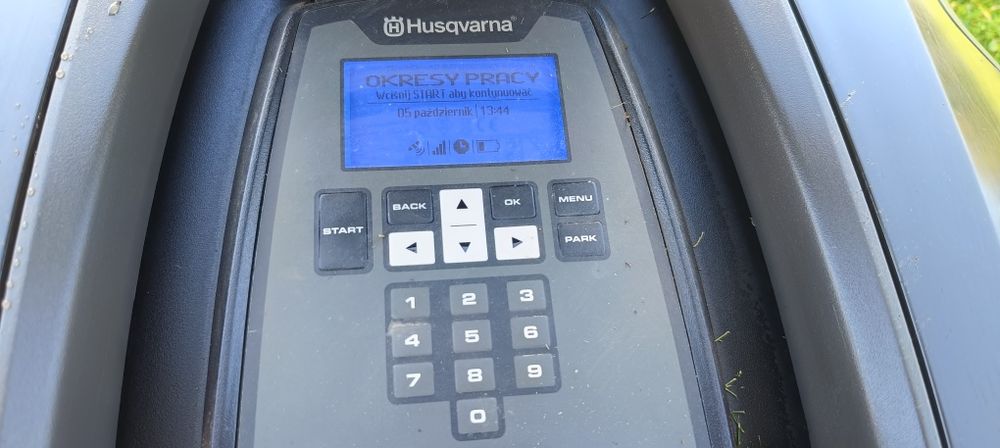 Husqvarna
OKRESY PRACY
Wciśnij START aby kontynuować
05 październik | 13:44
START
BACK
OK
MENU
PARK
1 2 3
4 5 6
7 8 9
0